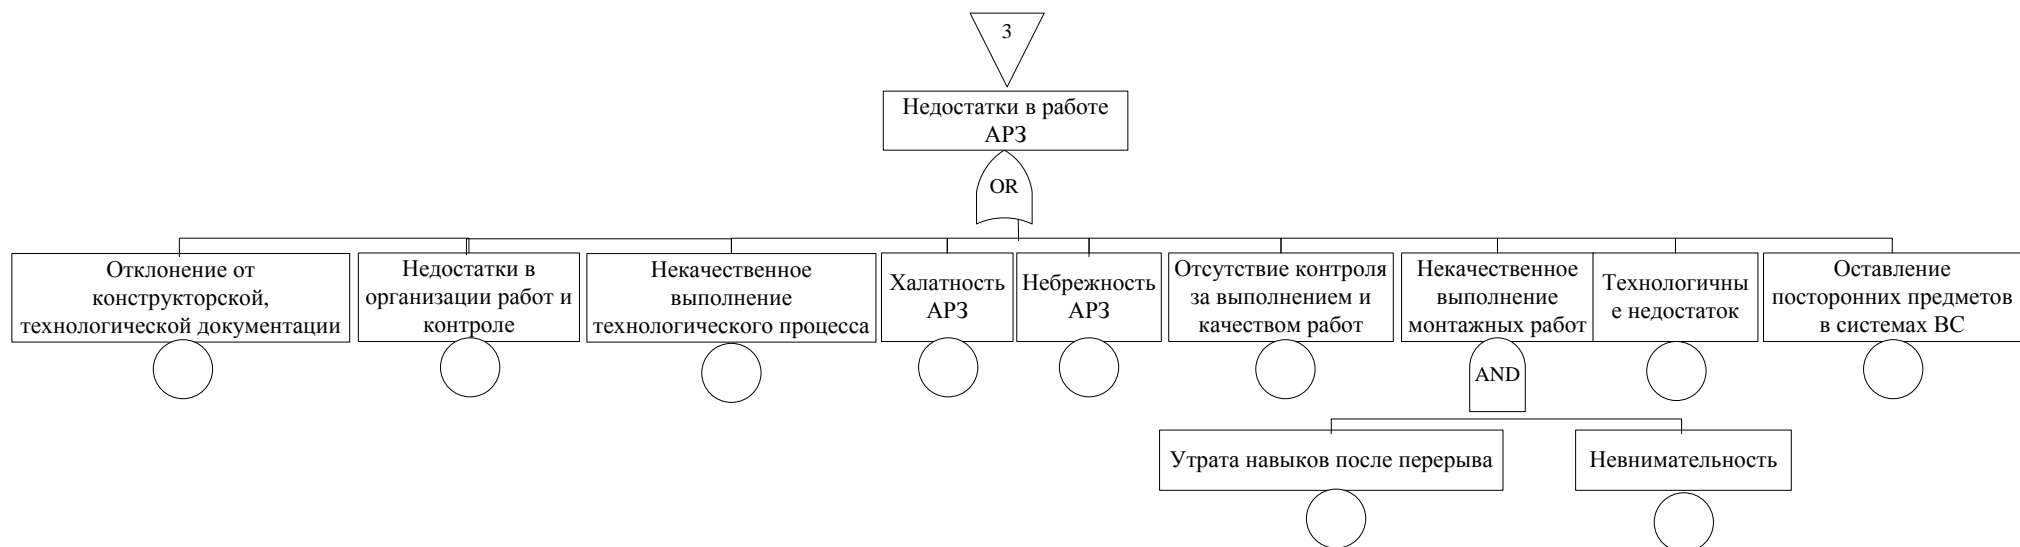 3
Недостатки в работе
АРЗ
OR
Отклонение от
конструкторской,
технологической документации
Недостатки в
организации работ и
контроле
Некачественное
выполнение
технологического процесса
Халатность
АРЗ
Небрежность
АРЗ
Отсутствие контроля
за выполнением и
качеством работ
Некачественное
выполнение
монтажных работ
Технологичны
е недостаток
Оставление
посторонних предметов
в системах ВС
AND
Утрата навыков после перерыва
Невнимательность